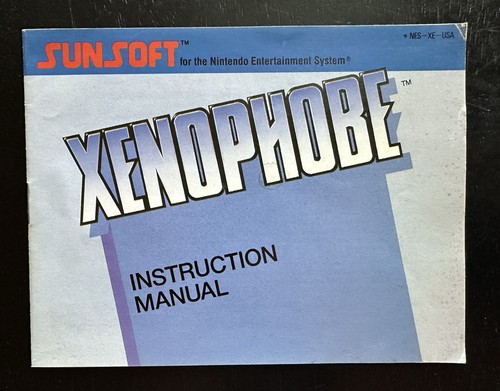 SUNSOFT™ for the Nintendo Entertainment System®
* NES-XE-USA
XENOPHOBE™
INSTRUCTION
MANUAL